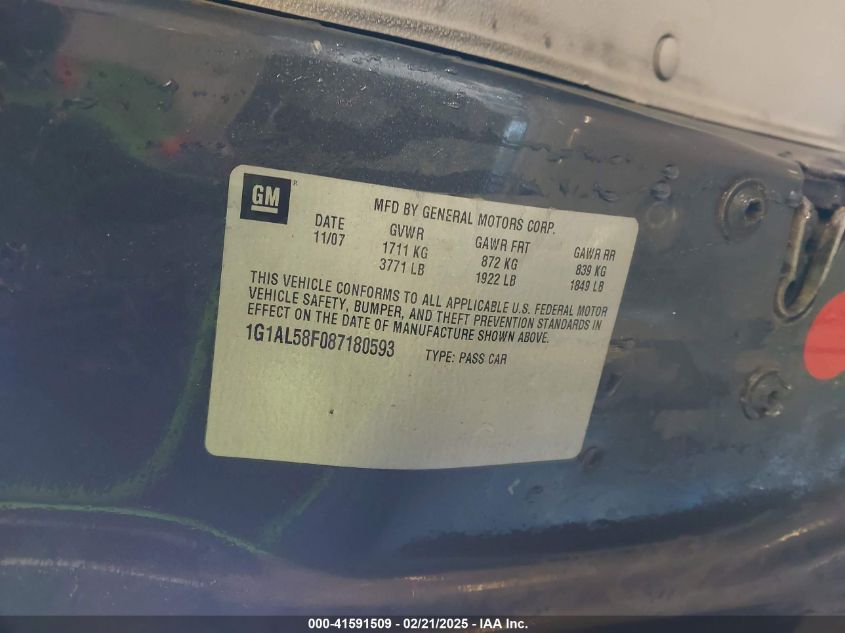 GM
MFD BY GENERAL MOTORS CORP.
DATE GVWR GAWR FRT GAWR RR
11/07 1711 KG 872 KG 839 KG
3771 LB 1922 LB 1849 LB
THIS VEHICLE CONFORMS TO ALL APPLICABLE U.S. FEDERAL MOTOR
VEHICLE SAFETY, BUMPER, AND THEFT PREVENTION STANDARDS IN
EFFECT ON THE DATE OF MANUFACTURE SHOWN ABOVE.
1G1AL58F087180593 TYPE: PASS CAR
000-41591509 - 02/21/2025 - IAA Inc.